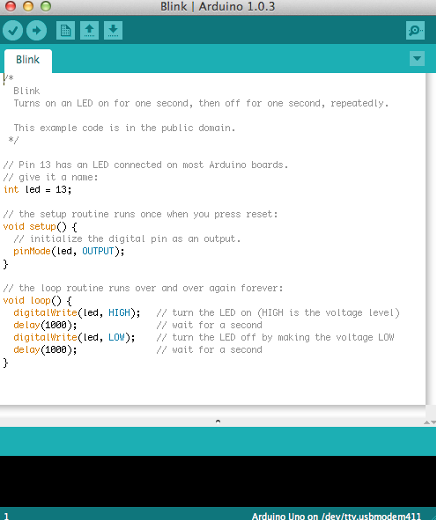 Blink | Arduino 1.0.3
Blink
/*
  Blink
  Turns on an LED on for one second, then off for one second, repeatedly.

  This example code is in the public domain.
 */

// Pin 13 has an LED connected on most Arduino boards.
// give it a name:
int led = 13;

// the setup routine runs once when you press reset:
void setup() {
  // initialize the digital pin as an output.
  pinMode(led, OUTPUT);
}

// the loop routine runs over and over again forever:
void loop() {
  digitalWrite(led, HIGH);   // turn the LED on (HIGH is the voltage level)
  delay(1000);               // wait for a second
  digitalWrite(led, LOW);    // turn the LED off by making the voltage LOW
  delay(1000);               // wait for a second
}
1 Arduino Uno on /dev/tty.usbmodem411